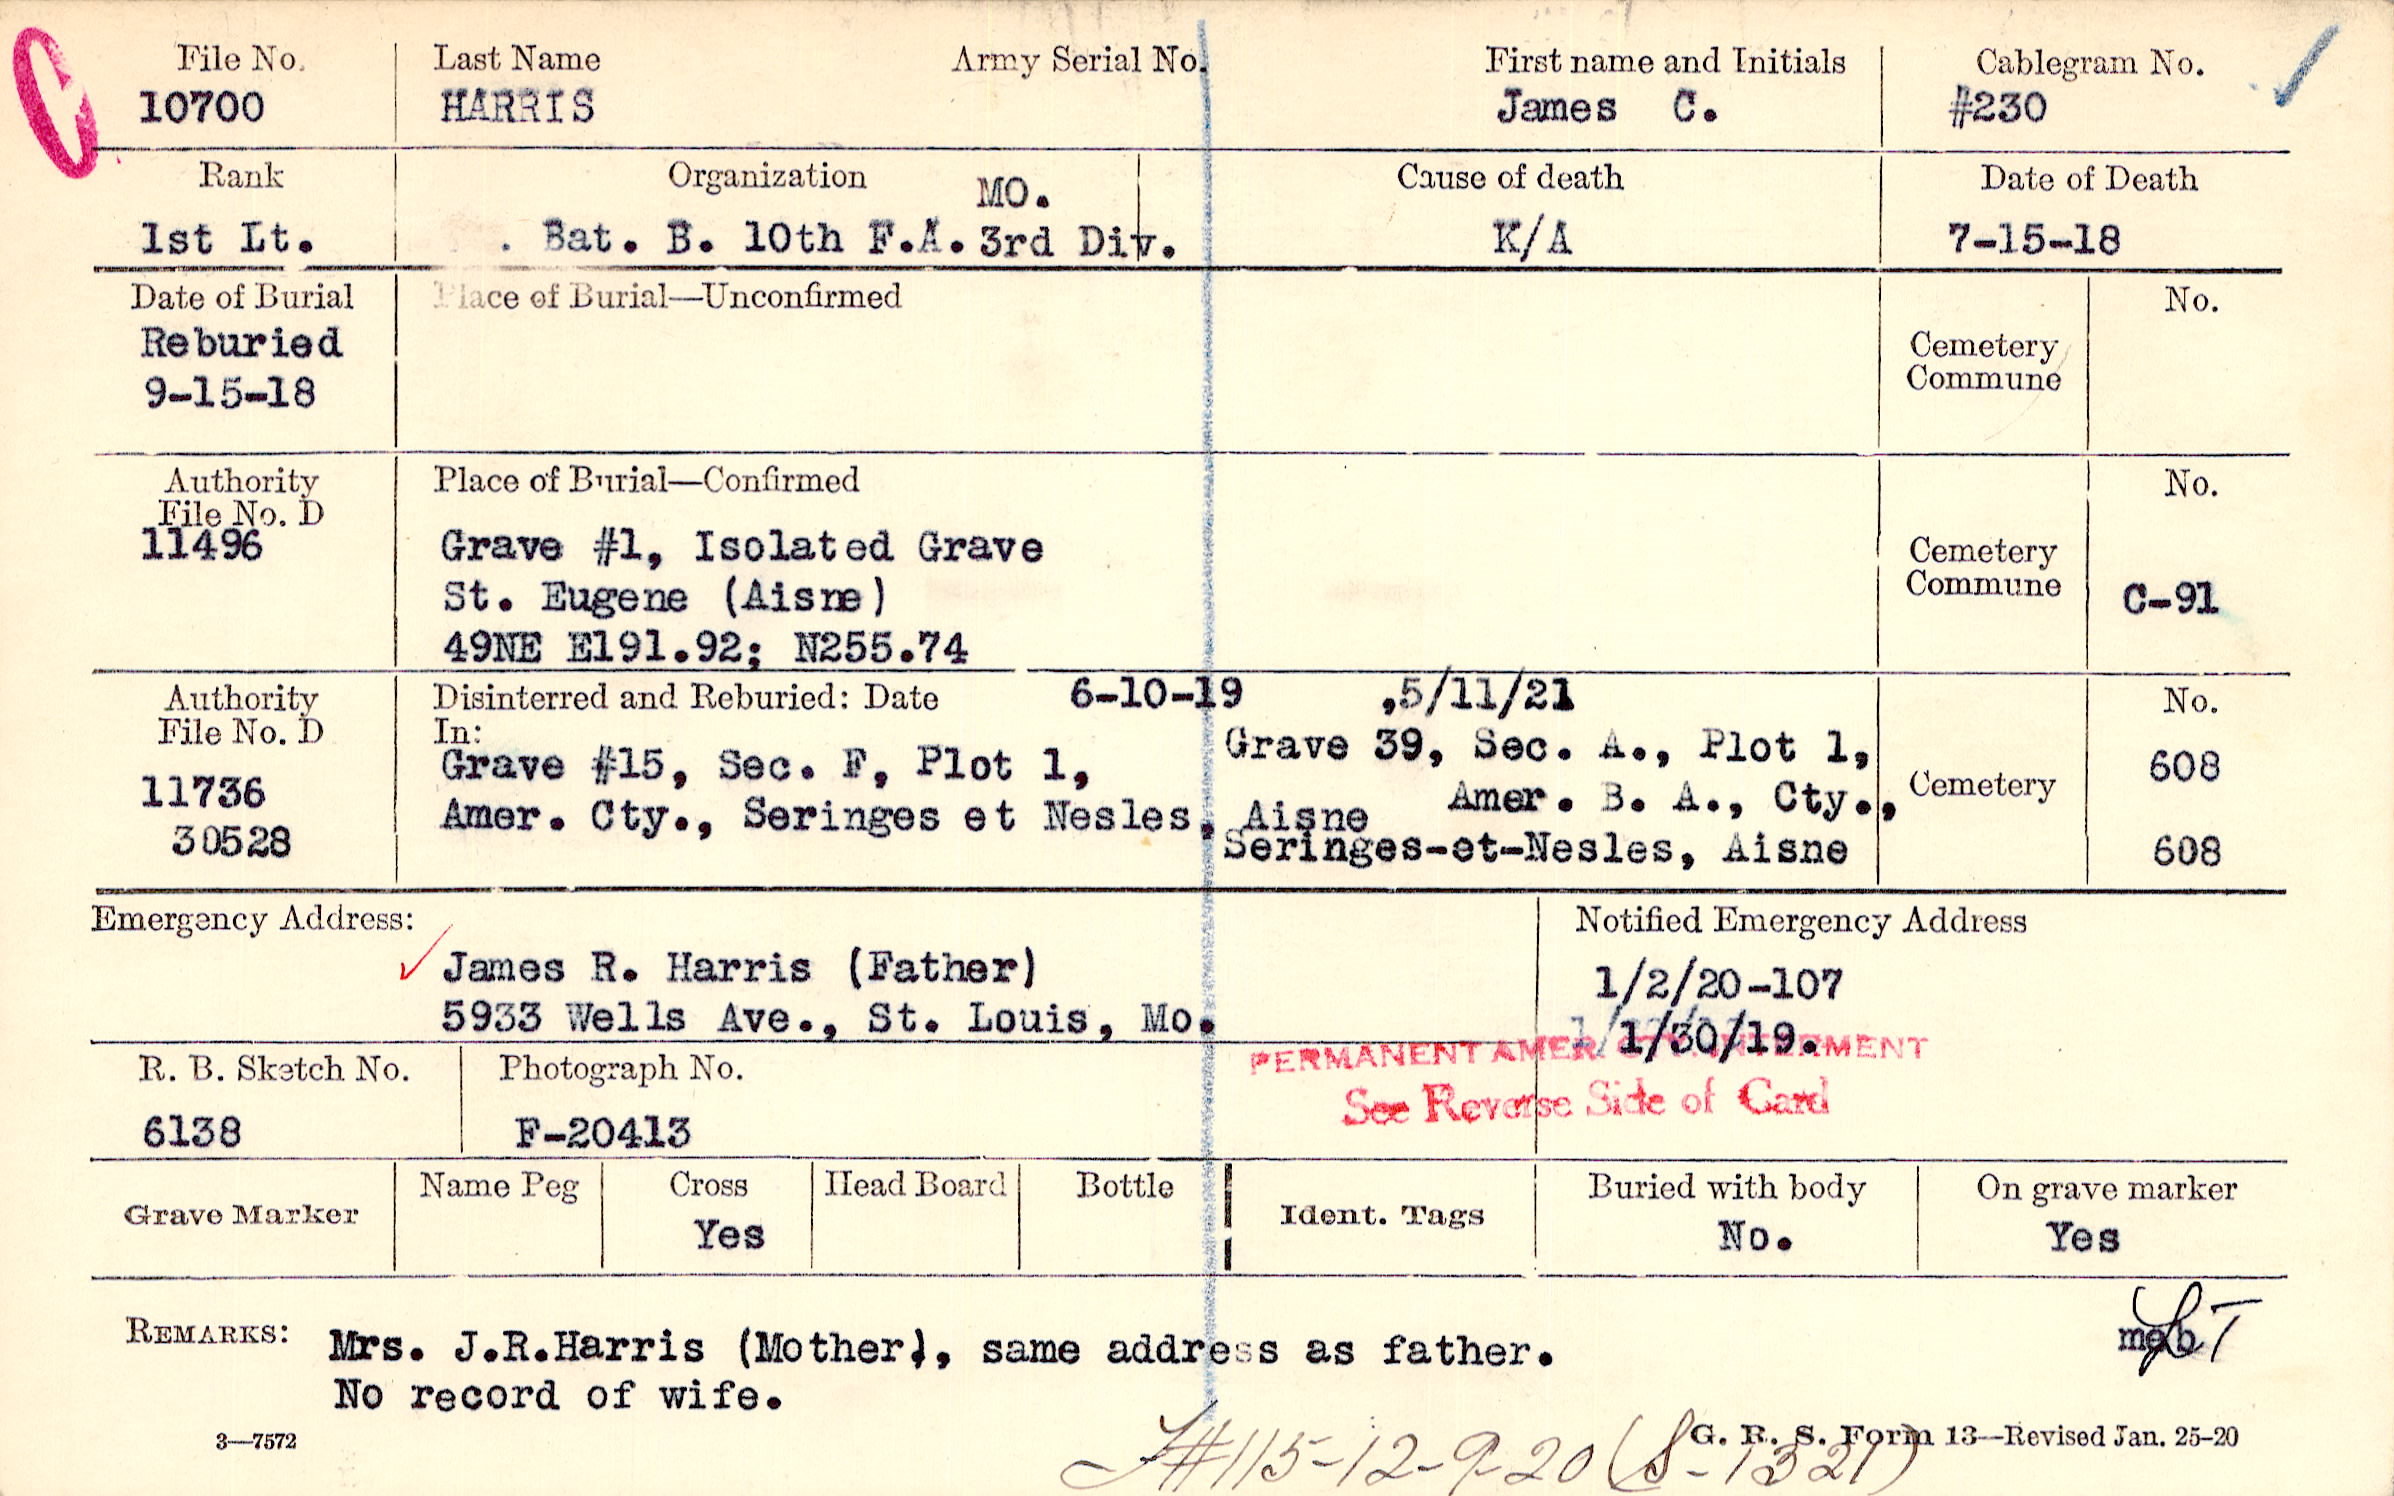 C
File No.
10700
Last Name
HARRIS
Army Serial No.
First name and Initials
James C.
Cablegram No.
#230
Rank
1st Lt.
Organization
MO.
. Bat. B. 10th F.A. 3rd Div.
Cause of death
K/A
Date of Death
7-15-18
Date of Burial
Reburied
9-15-18
Place of Burial—Unconfirmed
Cemetery
Commune
No.
Authority
File No. D
11496
Place of Burial—Confirmed
Grave #1, Isolated Grave
St. Eugene (Aisne)
49NE E191.92; N255.74
Cemetery
Commune
No.
C-91
Authority
File No. D
11736
30528
Disinterred and Reburied: Date 6-10-19 ,5/11/21
In:
Grave #15, Sec. F, Plot 1,
Amer. Cty., Seringes et Nesles, Aisne
Grave 39, Sec. A., Plot 1,
Amer. B. A., Cty.,
Seringes-et-Nesles, Aisne
Cemetery
No.
608
608
Emergency Address:
James R. Harris (Father)
5933 Wells Ave., St. Louis, Mo.
Notified Emergency Address
1/2/20-107
1/30/19.
PERMANENT AMER CTY INTERMENT
See Reverse Side of Card
R. B. Sketch No.
6138
Photograph No.
F-20413
Grave Marker
Name Peg
Cross
Yes
Head Board
Bottle
Ident. Tags
Buried with body
No.
On grave marker
Yes
REMARKS: Mrs. J.R.Harris (Mother), same address as father.
No record of wife.
3—7572
G. R. S. Form 13—Revised Jan. 25-20
#115-12-9-20 (S-1321)